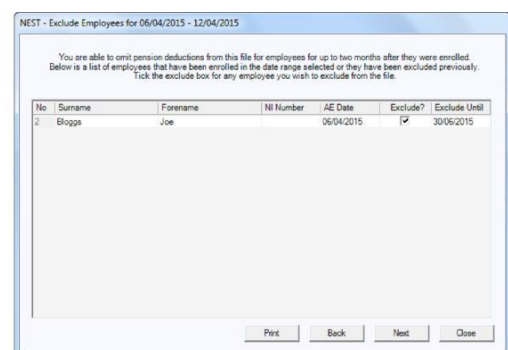 NEST - Exclude Employees for 06/04/2015 - 12/04/2015
You are able to omit pension deductions from this file for employees for up to two months after they were enrolled.
Below is a list of employees that have been enrolled in the date range selected or they have been excluded previously.
Tick the exclude box for any employee you wish to exclude from the file.
No Surname Forename NI Number AE Date Exclude? Exclude Until
2 Bloggs Joe 06/04/2015 30/06/2015
Print Back Next Close